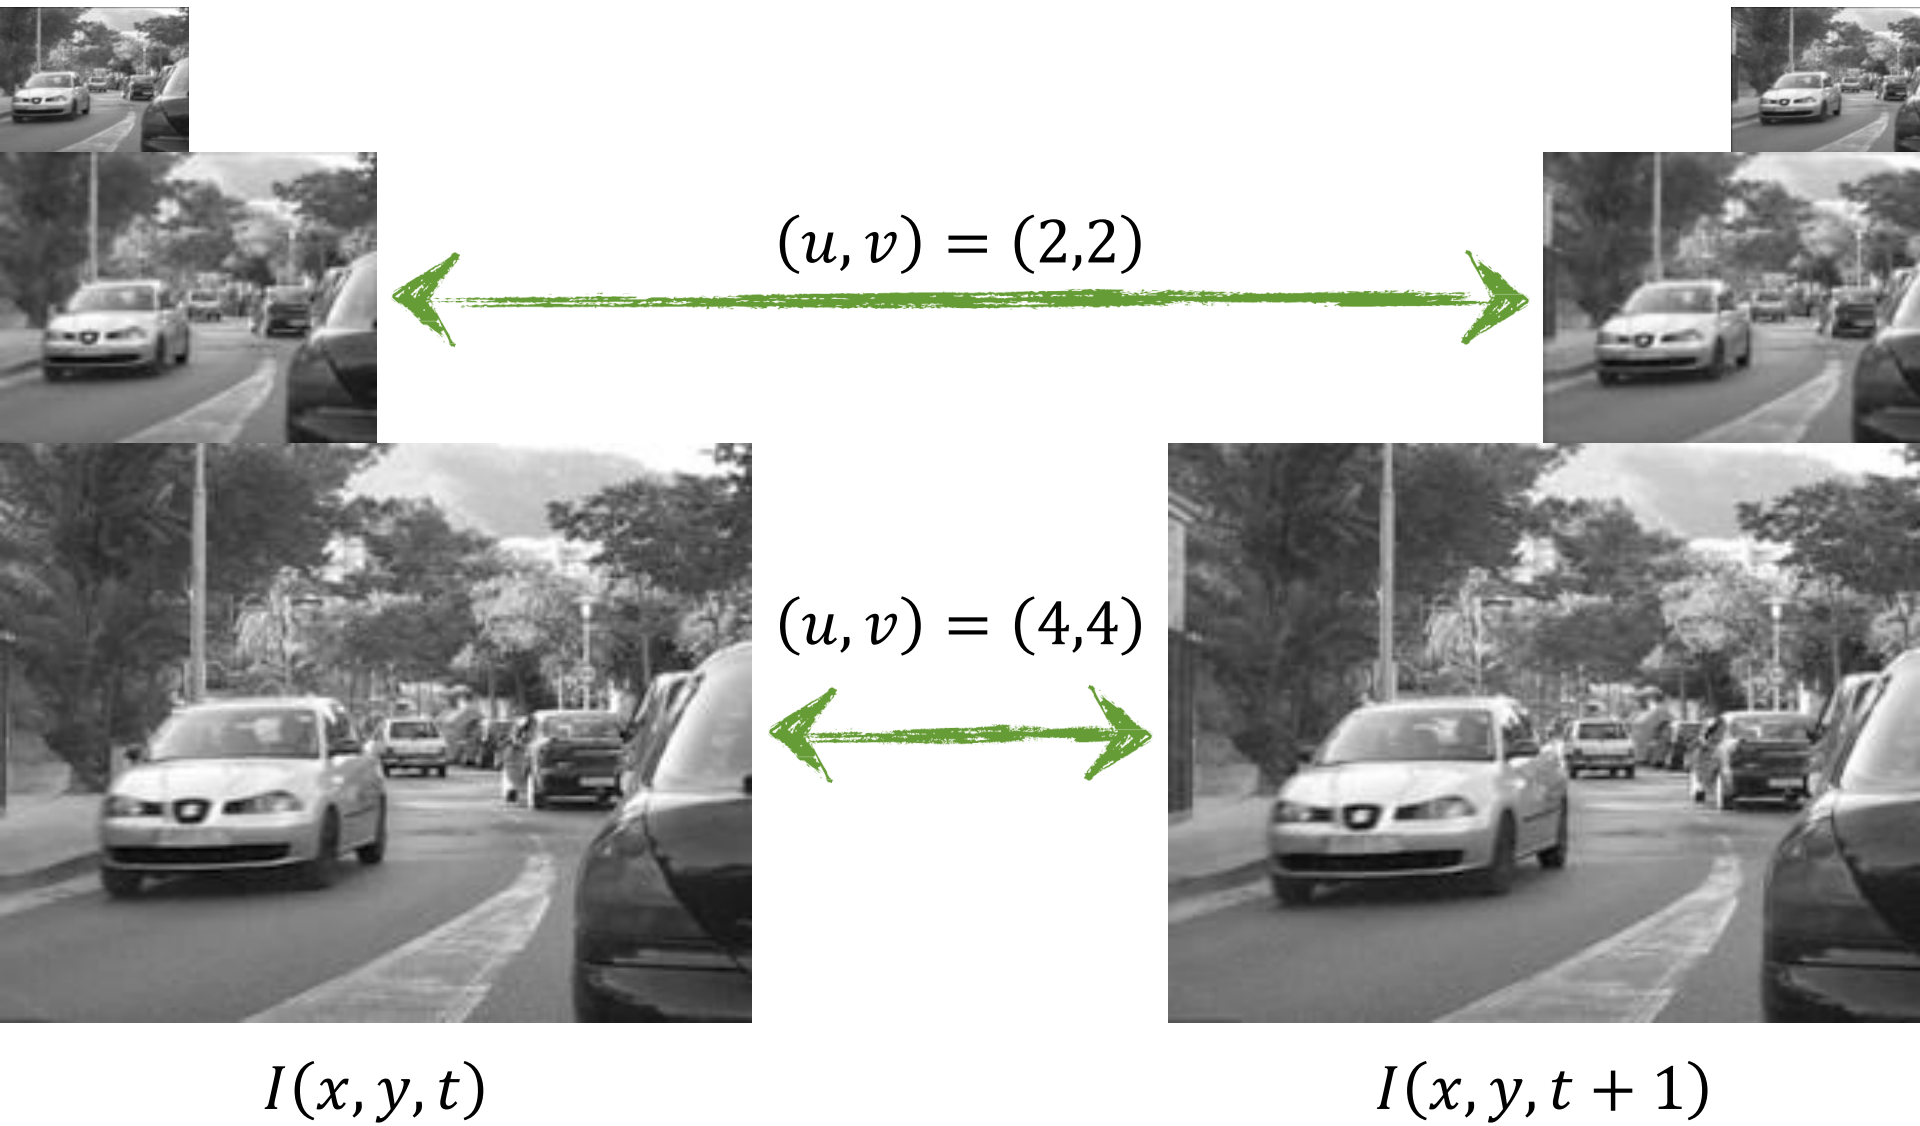 (u, v) = (2,2)
(u, v) = (4,4)
I(x, y, t)
I(x, y, t + 1)